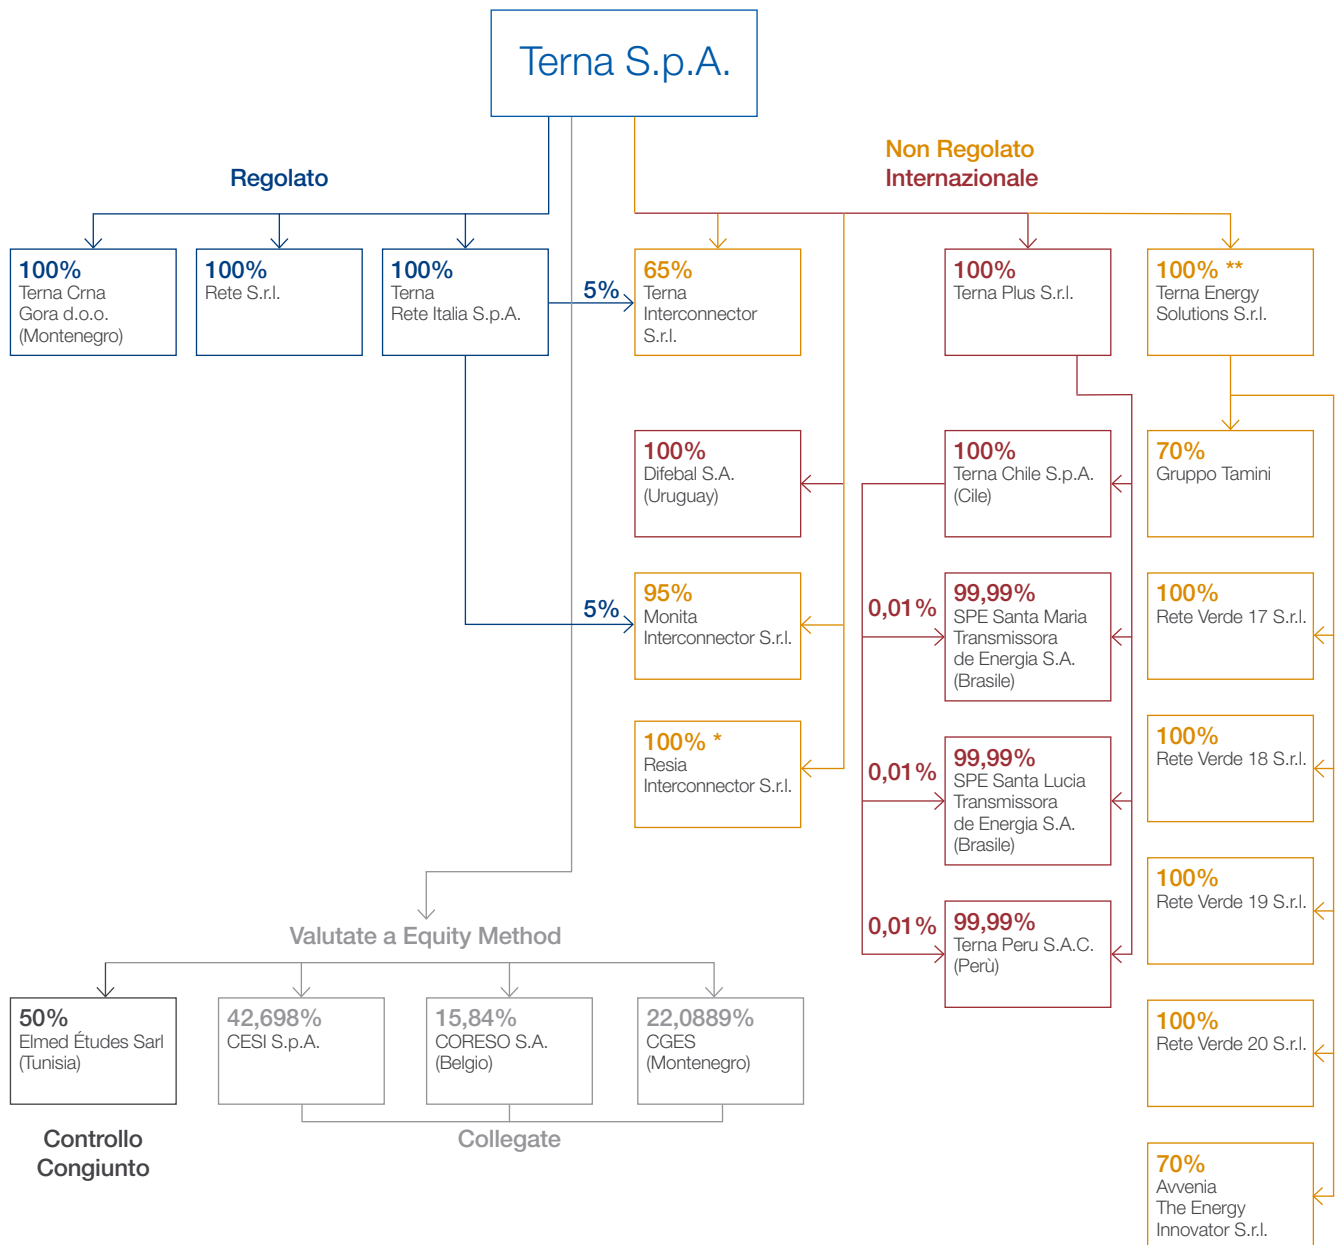 Terna S.p.A.
Regolato
Non Regolato
Internazionale
100%
Terna Crna
Gora d.o.o.
(Montenegro)
100%
Rete S.r.l.
100%
Terna
Rete Italia S.p.A.
5%
65%
Terna
Interconnector
S.r.l.
100%
Terna Plus S.r.l.
100% **
Terna Energy
Solutions S.r.l.
100%
Difebal S.A.
(Uruguay)
100%
Terna Chile S.p.A.
(Cile)
70%
Gruppo Tamini
5%
95%
Monita
Interconnector S.r.l.
0,01%
99,99%
SPE Santa Maria
Transmissora
de Energia S.A.
(Brasile)
100%
Rete Verde 17 S.r.l.
100% *
Resia
Interconnector S.r.l.
0,01%
99,99%
SPE Santa Lucia
Transmissora
de Energia S.A.
(Brasile)
100%
Rete Verde 18 S.r.l.
0,01%
99,99%
Terna Peru S.A.C.
(Perù)
100%
Rete Verde 19 S.r.l.
Valutate a Equity Method
50%
Elmed Études Sarl
(Tunisia)
42,698%
CESI S.p.A.
15,84%
CORESO S.A.
(Belgio)
22,0889%
CGES
(Montenegro)
100%
Rete Verde 20 S.r.l.
Controllo
Congiunto
Collegate
70%
Avvenia
The Energy
Innovator S.r.l.